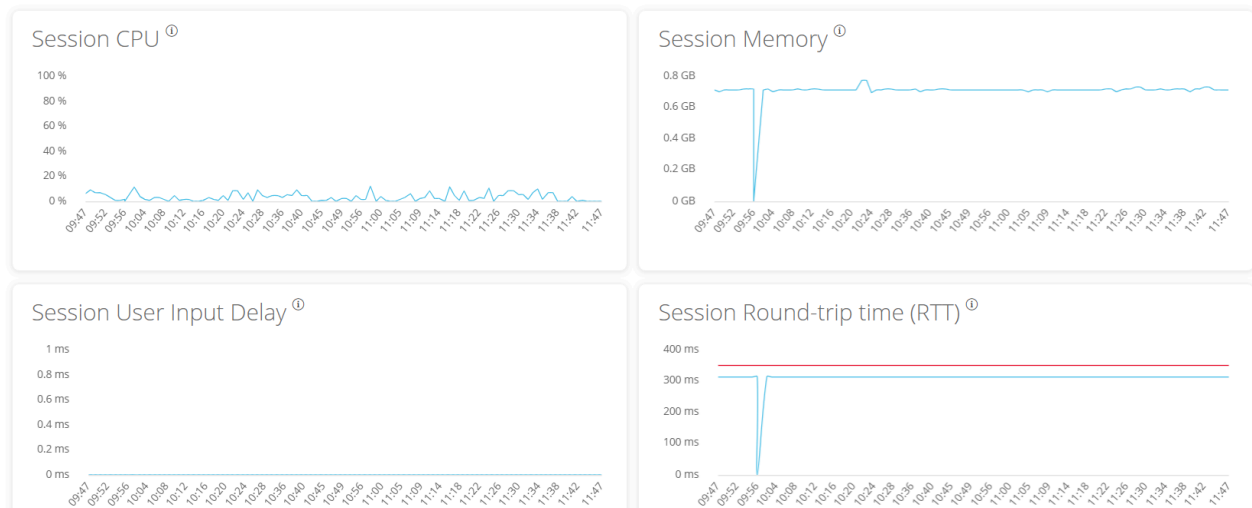 Session CPU ⓘ
100 %
80 %
60 %
40 %
20 %
0 %
09:47 09:52 09:56 10:04 10:08 10:12 10:16 10:20 10:24 10:28 10:36 10:40 10:45 10:49 10:56 11:00 11:05 11:09 11:14 11:18 11:22 11:26 11:30 11:34 11:38 11:42 11:47
Session Memory ⓘ
0.8 GB
0.6 GB
0.4 GB
0.2 GB
0 GB
09:47 09:52 09:56 10:04 10:08 10:12 10:16 10:20 10:24 10:28 10:36 10:40 10:45 10:49 10:56 11:00 11:05 11:09 11:14 11:18 11:22 11:26 11:30 11:34 11:38 11:42 11:47
Session User Input Delay ⓘ
1 ms
0.8 ms
0.6 ms
0.4 ms
0.2 ms
0 ms
09:47 09:52 09:56 10:04 10:08 10:12 10:16 10:20 10:24 10:28 10:36 10:40 10:45 10:49 10:56 11:00 11:05 11:09 11:14 11:18 11:22 11:26 11:30 11:34 11:38 11:42 11:47
Session Round-trip time (RTT) ⓘ
400 ms
300 ms
200 ms
100 ms
0 ms
09:47 09:52 09:56 10:04 10:08 10:12 10:16 10:20 10:24 10:28 10:36 10:40 10:45 10:49 10:56 11:00 11:05 11:09 11:14 11:18 11:22 11:26 11:30 11:34 11:38 11:42 11:47